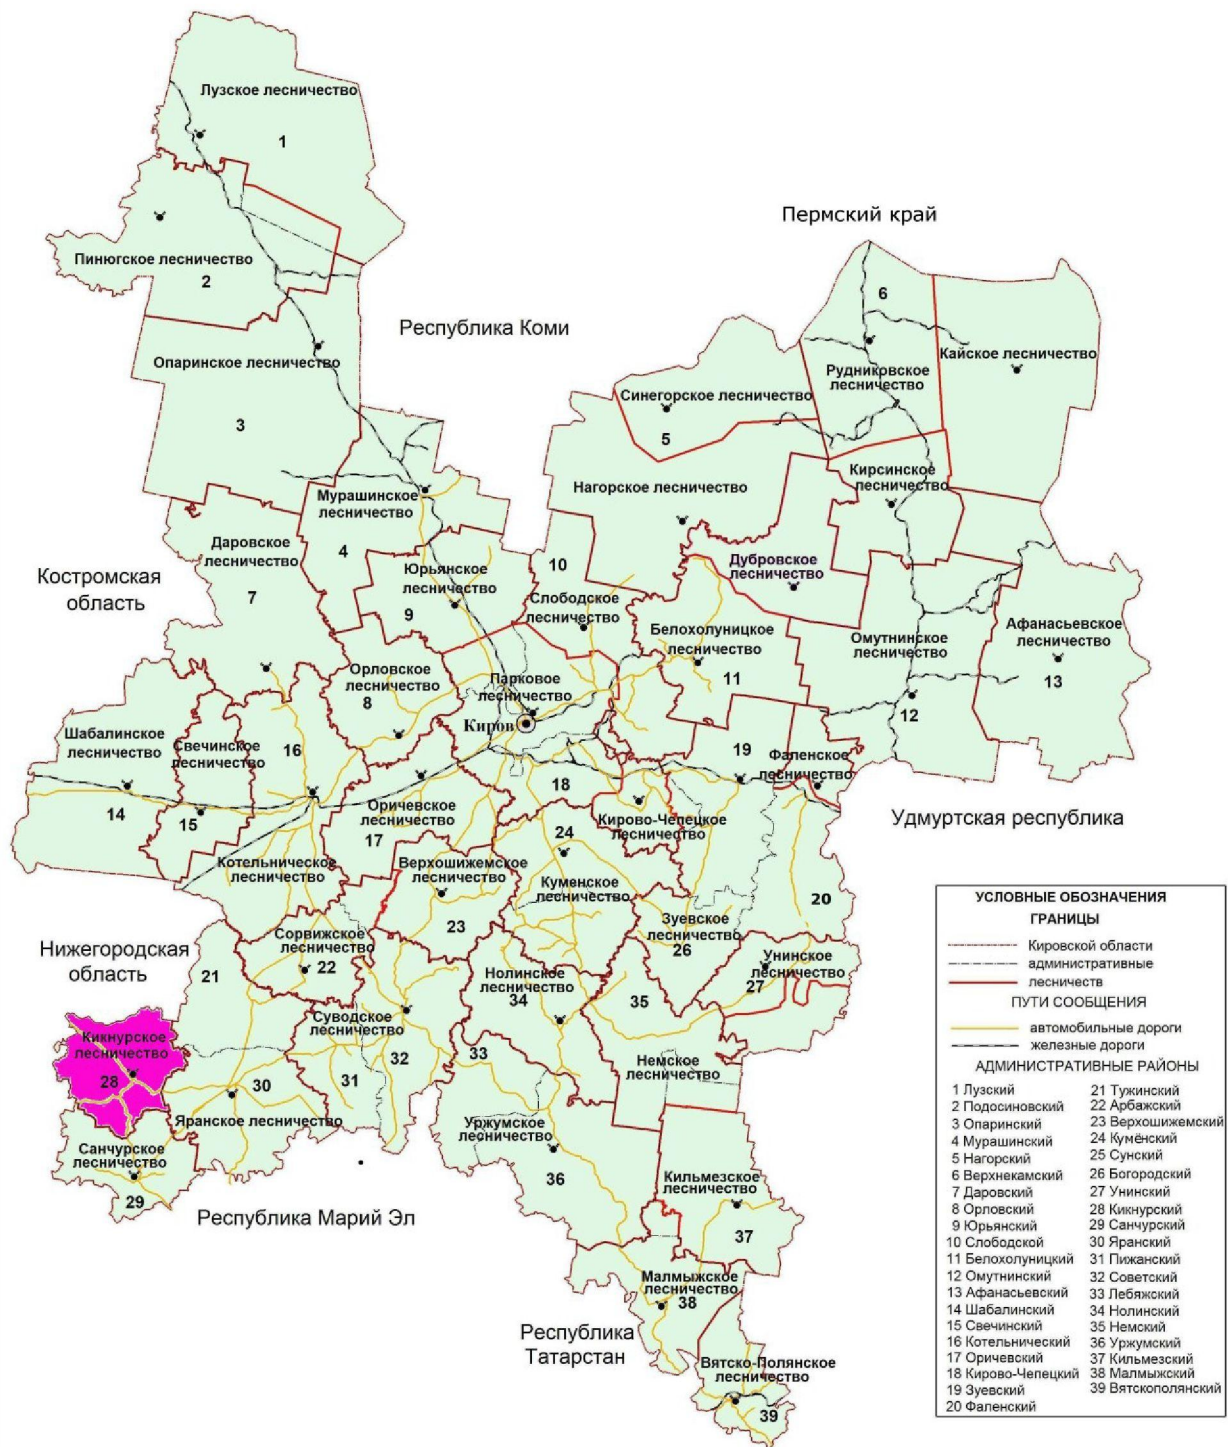 Лузское лесничество
1
Пермский край
Пинюгское лесничество
2
6
Республика Коми
Опаринское лесничество
Кайское лесничество
Рудниковское
лесничество
Синегорское лесничество
3
5
Кирсинское
лесничество
Нагорское лесничество
Мурашинское
лесничество
Даровское
лесничество
4
10
Дубровское
лесничество
Юрьянское
лесничество
Костромская
область
7
9
Слободское
лесничество
Белохолуницкое
лесничество
Омутнинское
лесничество
Афанасьевское
лесничество
Орловское
лесничество
8
Парковое
лесничество
11
13
12
Киров
Шабалинское
лесничество
Свечинское
лесничество
16
19
Фаленское
лесничество
18
14
15
Оричевское
лесничество
17
Кирово-Чепецкое
лесничество
Удмуртская республика
24
Котельническое
лесничество
Верхошижемское
лесничество
Куменское
лесничество
20
23
Зуевское
лесничество
26
Сорвижское
лесничество
22
Нижегородская
область
21
Унинское
лесничество
27
Нолинское
лесничество
34
35
Суводское
лесничество
32
Кикнурское
лесничество
28
33
Немское
лесничество
30
31
Яранское лесничество
Уржумское
лесничество
36
Санчурское
лесничество
29
Кильмезское
лесничество
37
Республика Марий Эл
Малмыжское
лесничество
38
Республика
Татарстан
Вятско-Полянское
лесничество
39
УСЛОВНЫЕ ОБОЗНАЧЕНИЯ
ГРАНИЦЫ
Кировской области
административные
лесничеств
ПУТИ СООБЩЕНИЯ
автомобильные дороги
железные дороги
АДМИНИСТРАТИВНЫЕ РАЙОНЫ
1 Лузский
2 Подосиновский
3 Опаринский
4 Мурашинский
5 Нагорский
6 Верхнекамский
7 Даровский
8 Орловский
9 Юрьянский
10 Слободской
11 Белохолуницкий
12 Омутнинский
13 Афанасьевский
14 Шабалинский
15 Свечинский
16 Котельнический
17 Оричевский
18 Кирово-Чепецкий
19 Зуевский
20 Фаленский
21 Тужинский
22 Арбажский
23 Верхошижемский
24 Кумёнский
25 Сунский
26 Богородский
27 Унинский
28 Кикнурский
29 Санчурский
30 Яранский
31 Пижанский
32 Советский
33 Лебяжский
34 Нолинский
35 Немский
36 Уржумский
37 Кильмезский
38 Малмыжский
39 Вятскополянский